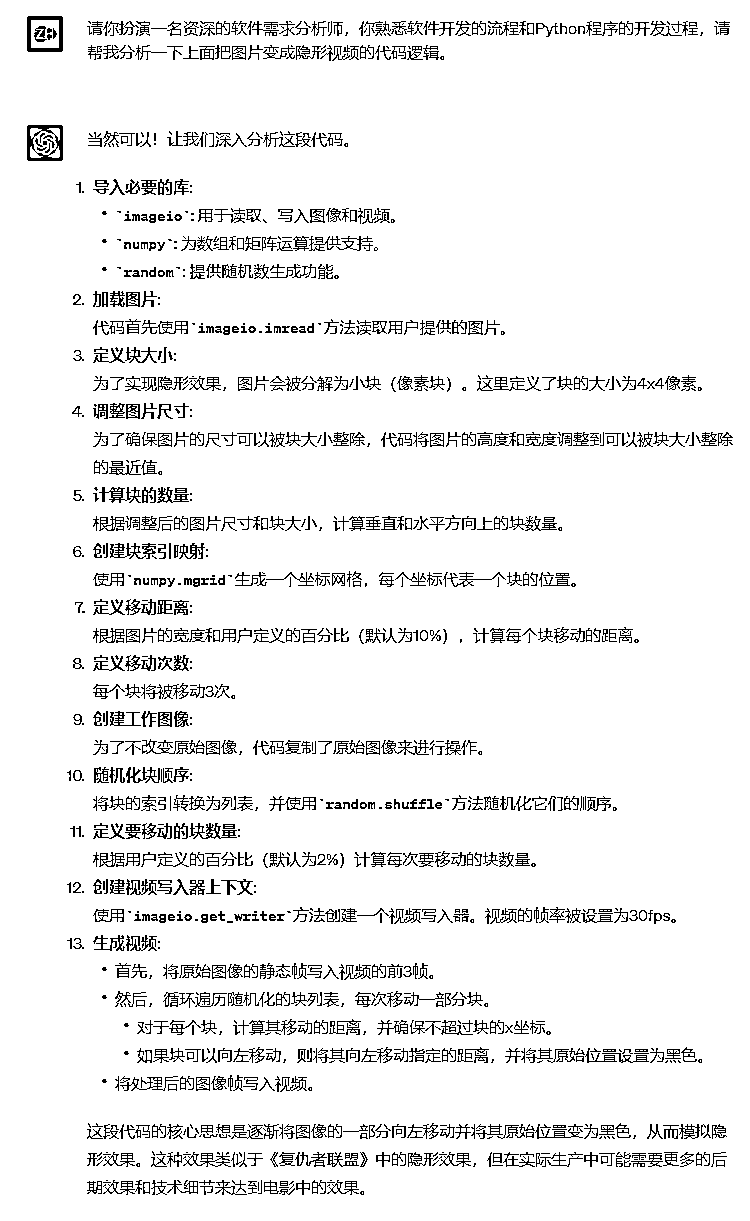 请你扮演一名资深的软件需求分析师，你熟悉软件开发的流程和Python程序的开发过程，请
帮我分析一下上面把图片变成隐形视频的代码逻辑。
当然可以！让我们深入分析这段代码。
1. 导入必要的库:
• `imageio`: 用于读取、写入图像和视频。
• `numpy`: 为数组和矩阵运算提供支持。
• `random`: 提供随机数生成功能。
2. 加载图片:
代码首先使用`imageio.imread`方法读取用户提供的图片。
3. 定义块大小:
为了实现隐形效果，图片会被分解为小块（像素块）。这里定义了块的大小为4x4像素。
4. 调整图片尺寸:
为了确保图片的尺寸可以被块大小整除，代码将图片的高度和宽度调整到可以被块大小整除
的最近值。
5. 计算块的数量:
根据调整后的图片尺寸和块大小，计算垂直和水平方向上的块数量。
6. 创建块索引映射:
使用`numpy.mgrid`生成一个坐标网格，每个坐标代表一个块的位置。
7. 定义移动距离:
根据图片的宽度和用户定义的百分比（默认为10%），计算每个块移动的距离。
8. 定义移动次数:
每个块将被移动3次。
9. 创建工作图像:
为了不改变原始图像，代码复制了原始图像来进行操作。
10. 随机化块顺序:
将块的索引转换为列表，并使用`random.shuffle`方法随机化它们的顺序。
11. 定义要移动的块数量:
根据用户定义的百分比（默认为2%）计算每次要移动的块数量。
12. 创建视频写入器上下文:
使用`imageio.get_writer`方法创建一个视频写入器。视频的帧率被设置为30fps。
13. 生成视频:
• 首先，将原始图像的静态帧写入视频的前3帧。
• 然后，循环遍历随机化的块列表，每次移动一部分块。
• 对于每个块，计算其移动的距离，并确保不超过块的x坐标。
• 如果块可以向左移动，则将其向左移动指定的距离，并将其原始位置设置为黑色。
• 将处理后的图像帧写入视频。
这段代码的核心思想是逐渐将图像的一部分向左移动并将其原始位置变为黑色，从而模拟隐
形效果。这种效果类似于《复仇者联盟》中的隐形效果，但在实际生产中可能需要更多的后
期效果和技术细节来达到电影中的效果。